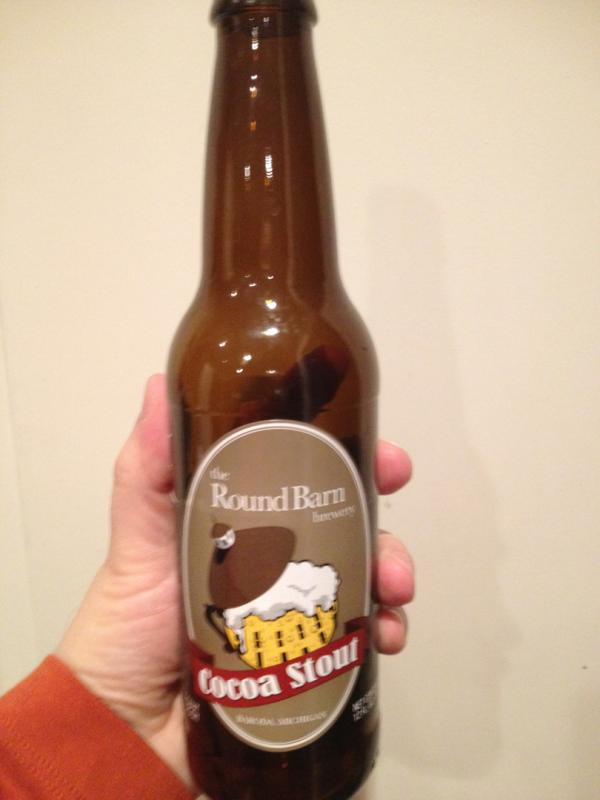 the
Round Barn
brewery
Cocoa Stout